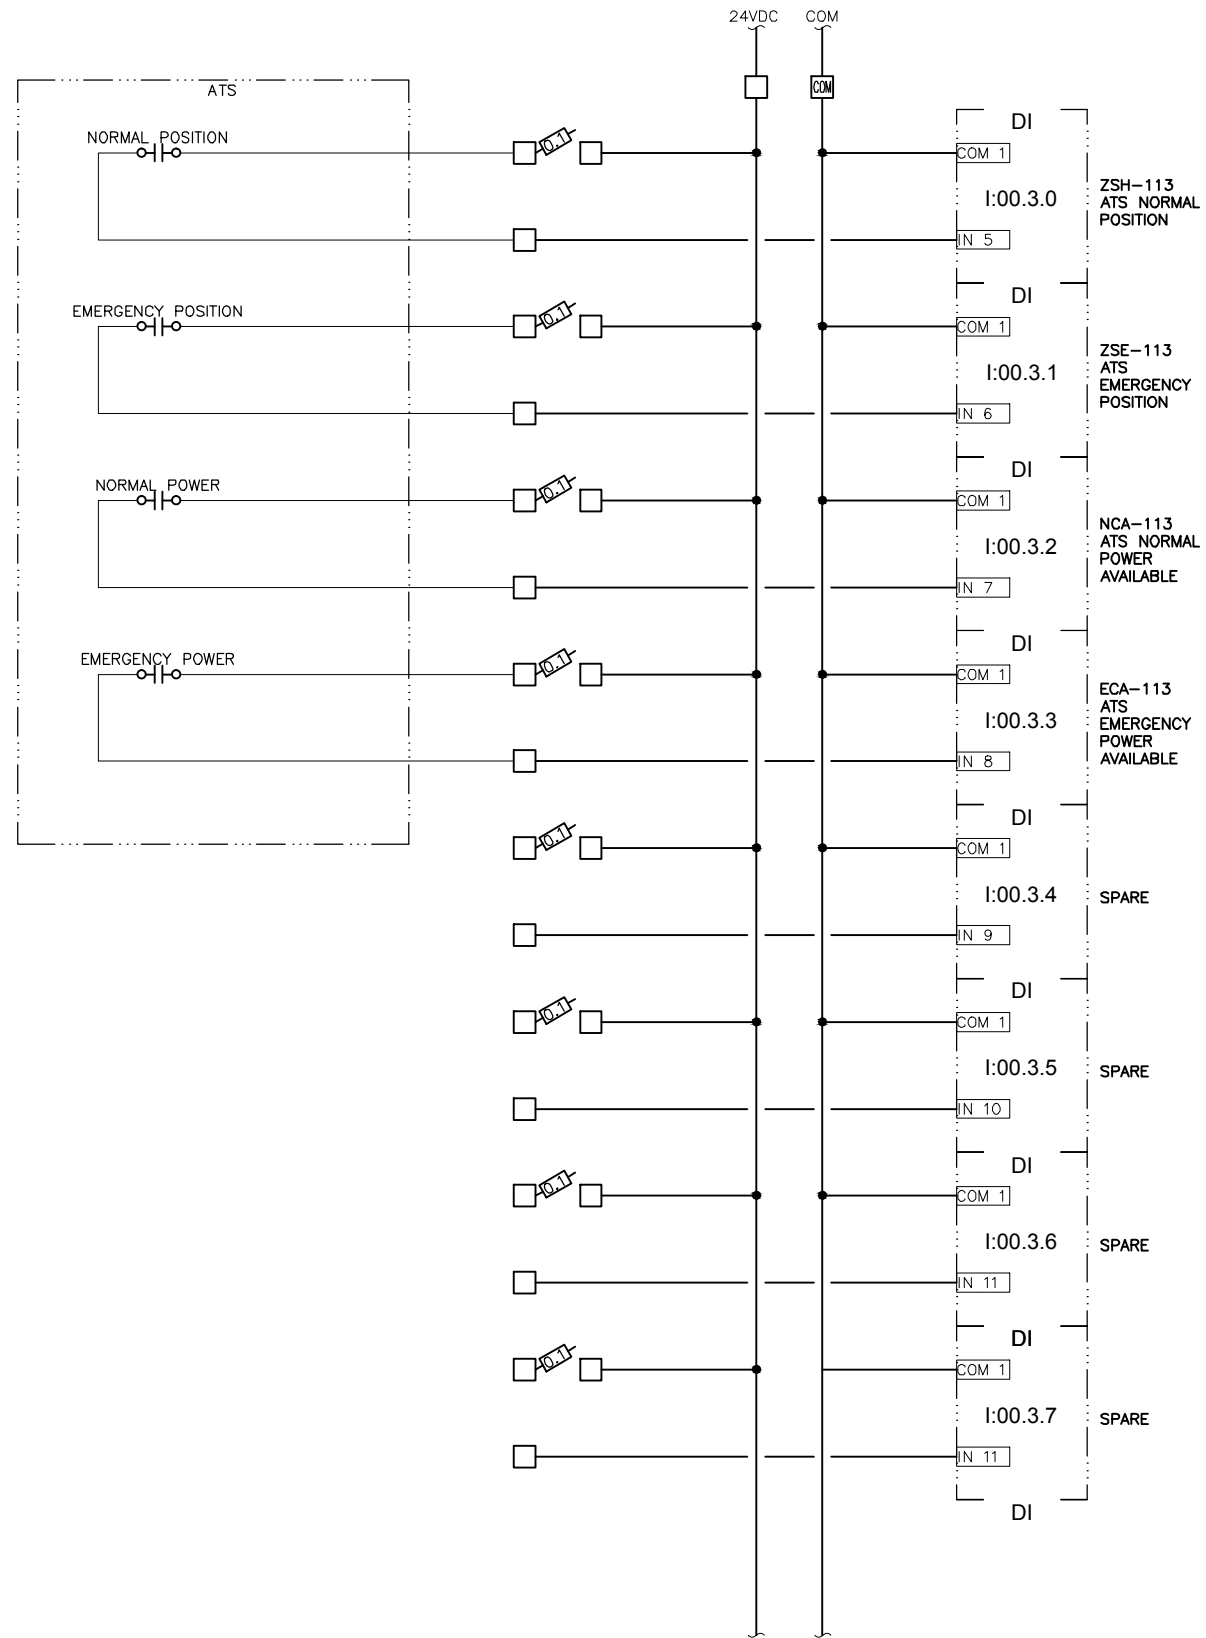 24VDC COM
COM
ATS
NORMAL POSITION
0.1
DI
COM 1
I:00.3.0
IN 5
ZSH-113
ATS NORMAL
POSITION
EMERGENCY POSITION
0.1
DI
COM 1
I:00.3.1
IN 6
ZSE-113
ATS
EMERGENCY
POSITION
NORMAL POWER
0.1
DI
COM 1
I:00.3.2
IN 7
NCA-113
ATS NORMAL
POWER
AVAILABLE
EMERGENCY POWER
0.1
DI
COM 1
I:00.3.3
IN 8
ECA-113
ATS
EMERGENCY
POWER
AVAILABLE
0.1
DI
COM 1
I:00.3.4
IN 9
SPARE
0.1
DI
COM 1
I:00.3.5
IN 10
SPARE
0.1
DI
COM 1
I:00.3.6
IN 11
SPARE
0.1
DI
COM 1
I:00.3.7
IN 11
SPARE
DI